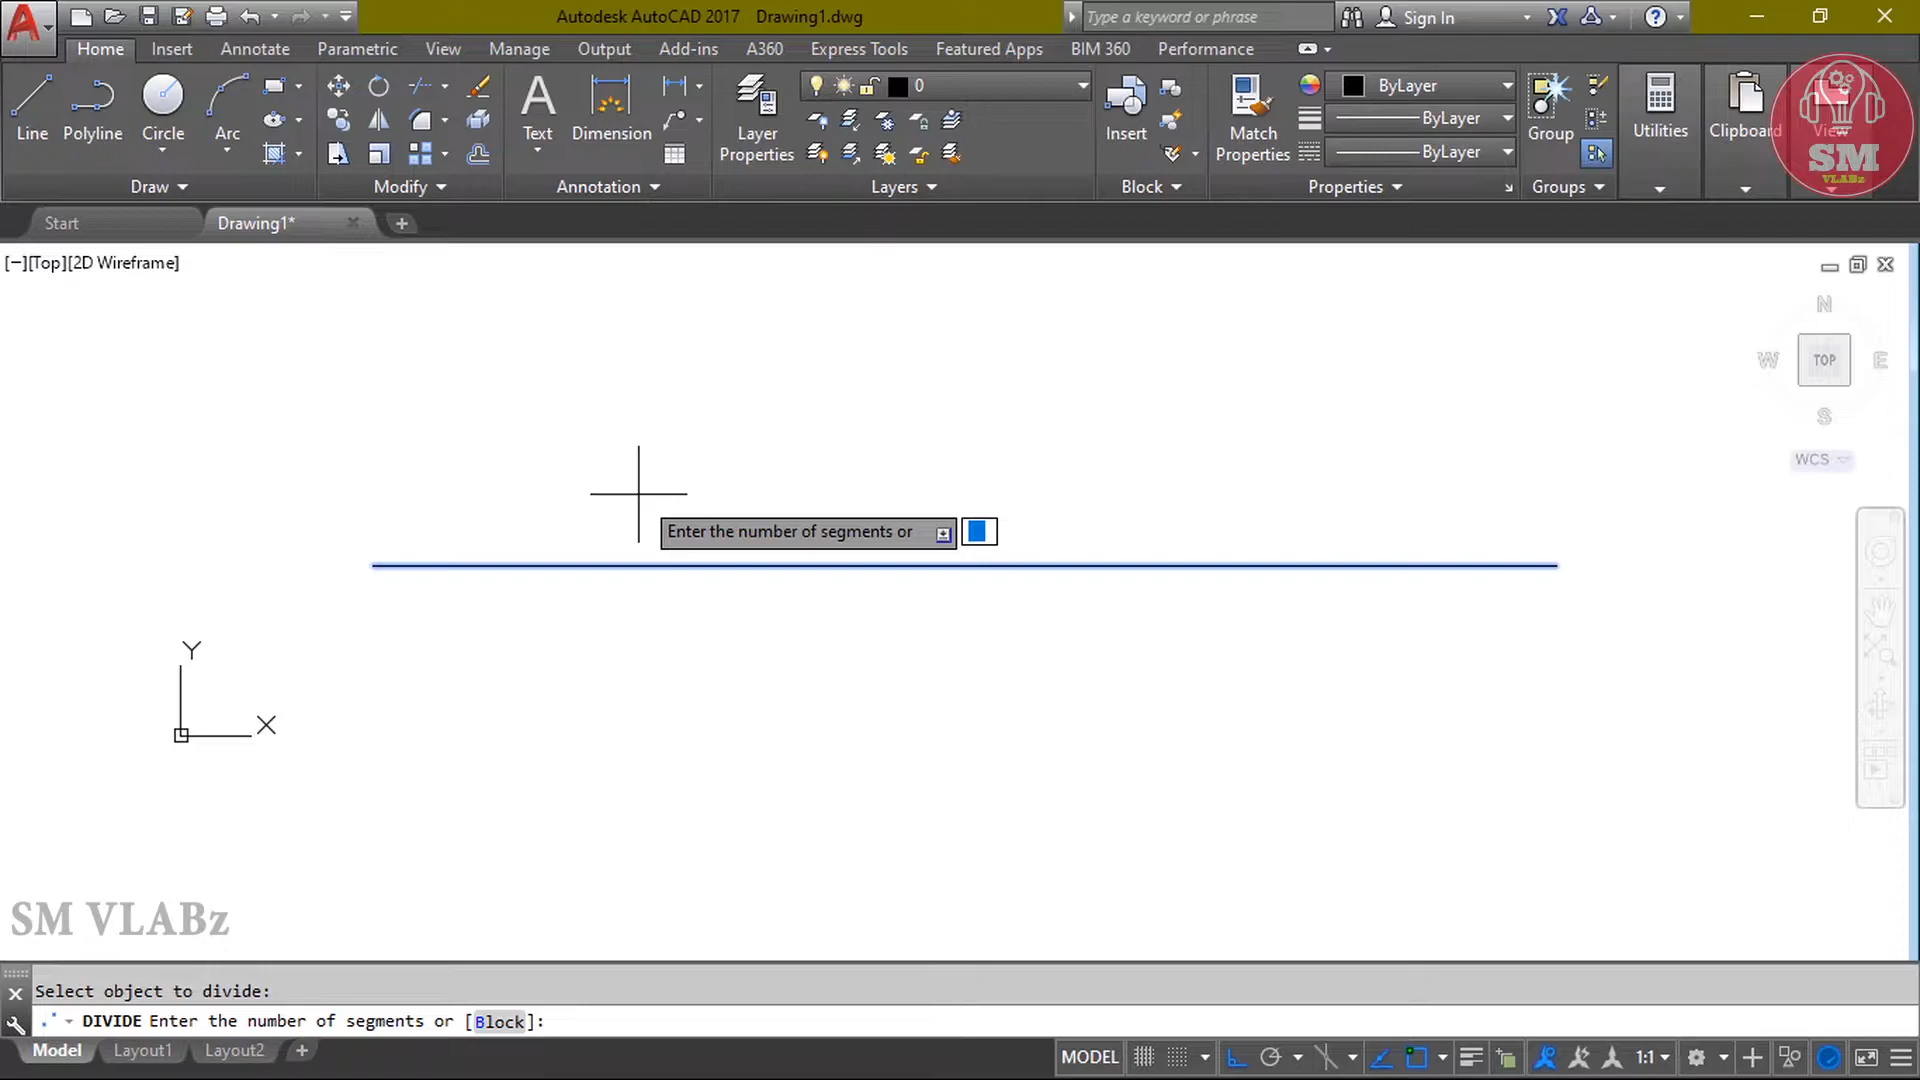 Autodesk AutoCAD 2017 Drawing1.dwg
Type a keyword or phrase
Sign In
Home Insert Annotate Parametric View Manage Output Add-ins A360 Express Tools Featured Apps BIM 360 Performance
Line Polyline Circle Arc
Text Dimension
Layer Properties
0
Insert
Match Properties
ByLayer
ByLayer
ByLayer
Group
Utilities
Clipboard
View
SM
VLABz
Draw Modify Annotation Layers Block Properties Groups
Start Drawing1*
[−][Top][2D Wireframe]
N
W TOP E
S
WCS
Enter the number of segments or
Y
X
SM VLABz
Select object to divide:
DIVIDE Enter the number of segments or [Block]:
Model Layout1 Layout2
MODEL 1:1